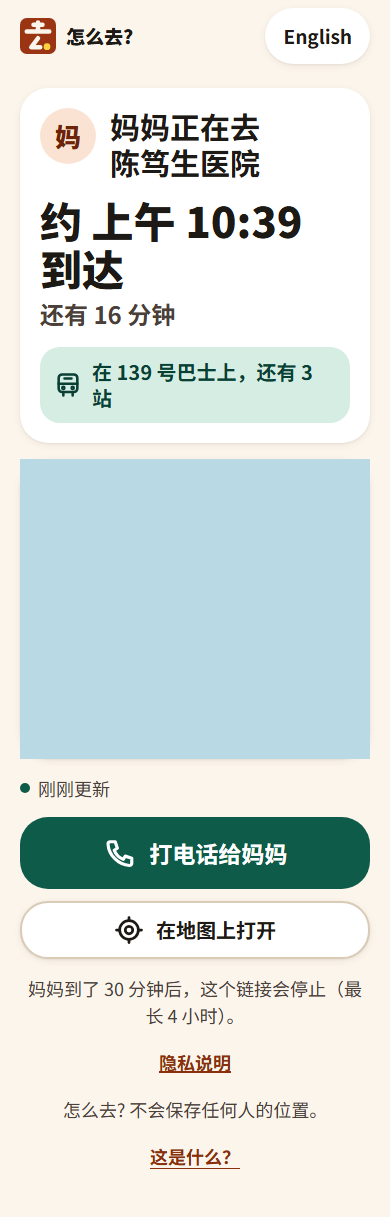 去
怎么去?
English
妈
妈妈正在去
陈笃生医院
约 上午 10:39
到达
还有 16 分钟
在 139 号巴士上，还有 3
站
刚刚更新
打电话给妈妈
在地图上打开
妈妈到了 30 分钟后，这个链接会停止（最
长 4 小时）。
隐私说明
怎么去? 不会保存任何人的位置。
这是什么？